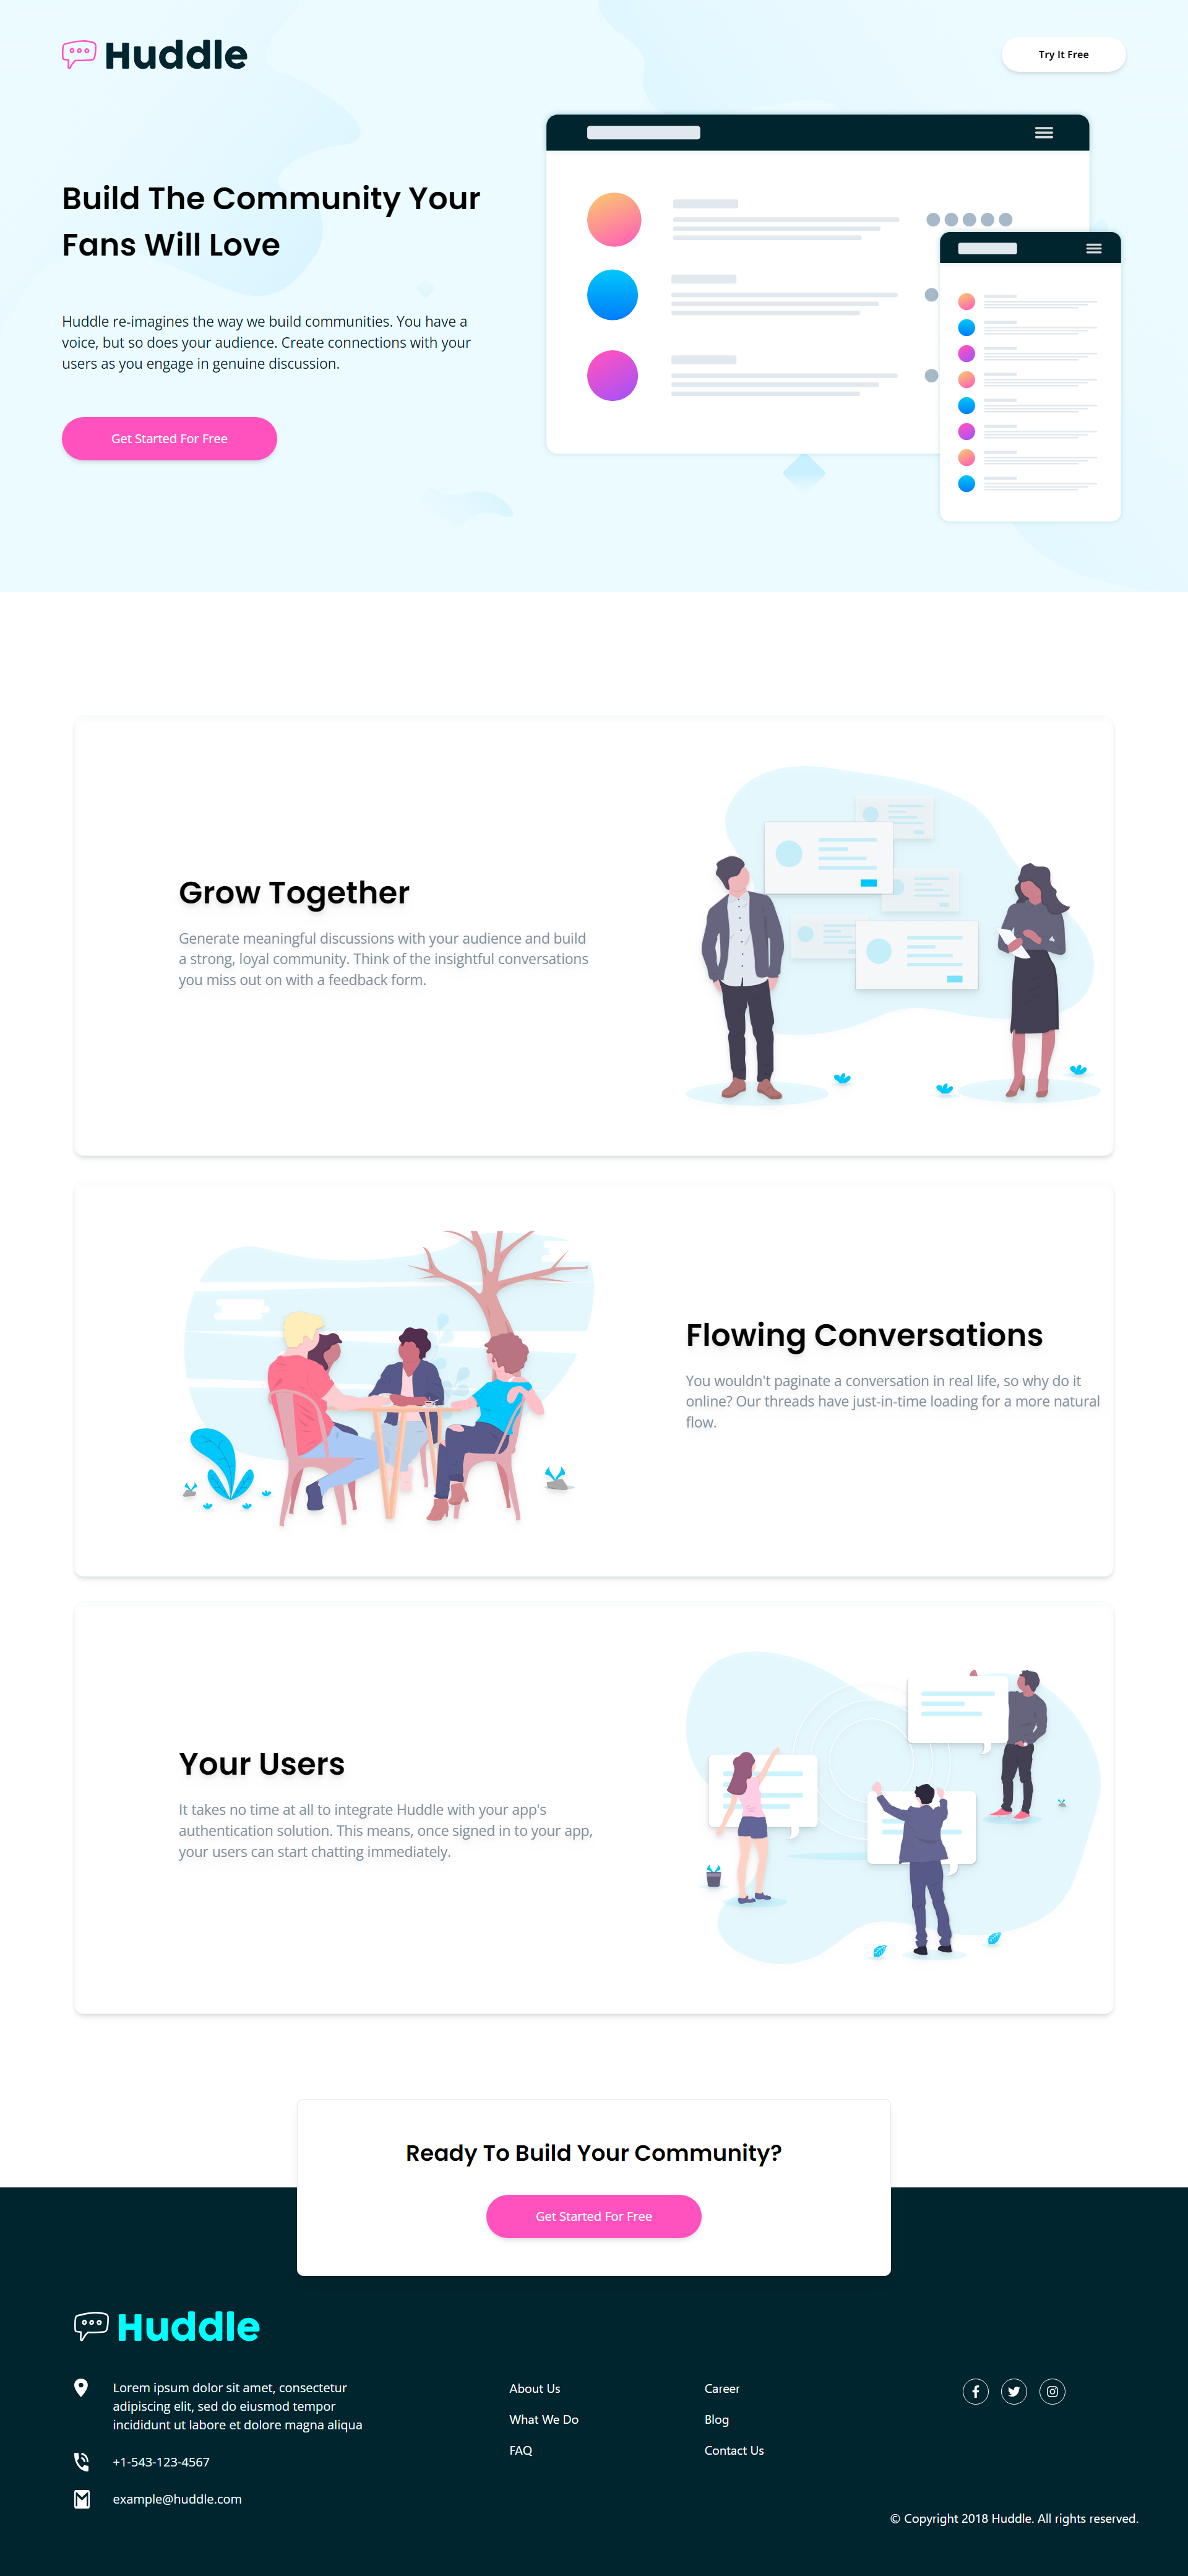 Huddle
Try It Free
Build The Community Your
Fans Will Love
Huddle re-imagines the way we build communities. You have a
voice, but so does your audience. Create connections with your
users as you engage in genuine discussion.
Get Started For Free
Grow Together
Generate meaningful discussions with your audience and build
a strong, loyal community. Think of the insightful conversations
you miss out on with a feedback form.
Flowing Conversations
You wouldn't paginate a conversation in real life, so why do it
online? Our threads have just-in-time loading for a more natural
flow.
Your Users
It takes no time at all to integrate Huddle with your app's
authentication solution. This means, once signed in to your app,
your users can start chatting immediately.
Ready To Build Your Community?
Get Started For Free
Huddle
Lorem ipsum dolor sit amet, consectetur
adipiscing elit, sed do eiusmod tempor
incididunt ut labore et dolore magna aliqua
+1-543-123-4567
example@huddle.com
About Us
What We Do
FAQ
Career
Blog
Contact Us
© Copyright 2018 Huddle. All rights reserved.